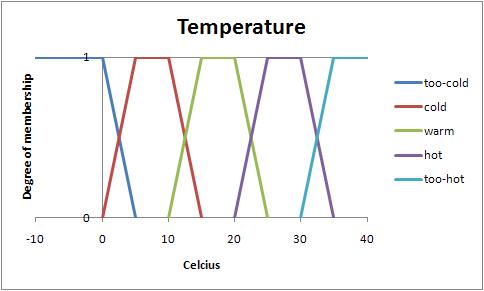 Temperature
1
Degree of membership
0
-10 0 10 20 30 40
Celcius
too-cold
cold
warm
hot
too-hot